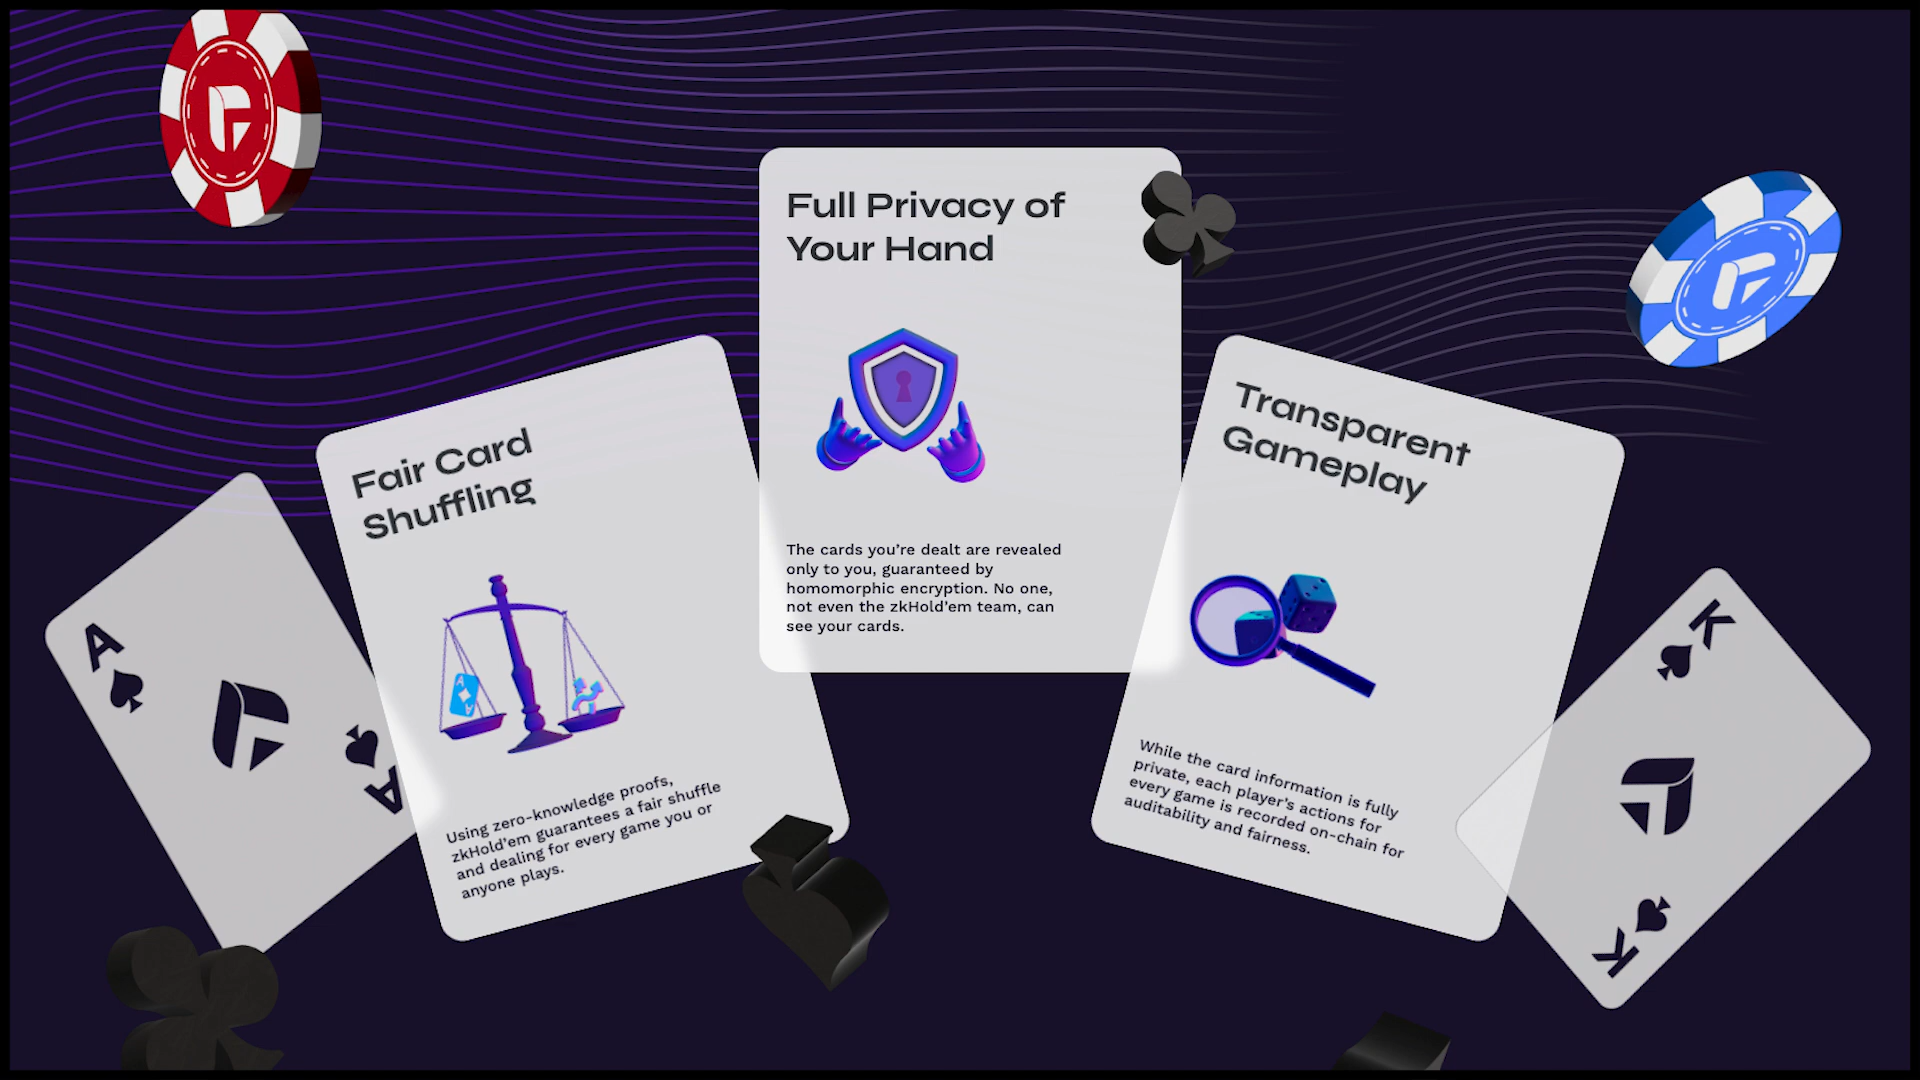 Full Privacy of
Your Hand
The cards you’re dealt are revealed
only to you, guaranteed by
homomorphic encryption. No one,
not even the zkHold’em team, can
see your cards.
Fair Card
Shuffling
Using zero-knowledge proofs,
zkHold’em guarantees a fair shuffle
and dealing for every game you or
anyone plays.
Transparent
Gameplay
While the card information is fully
private, each player’s actions for
every game is recorded on-chain for
auditability and fairness.
A
A
K
K